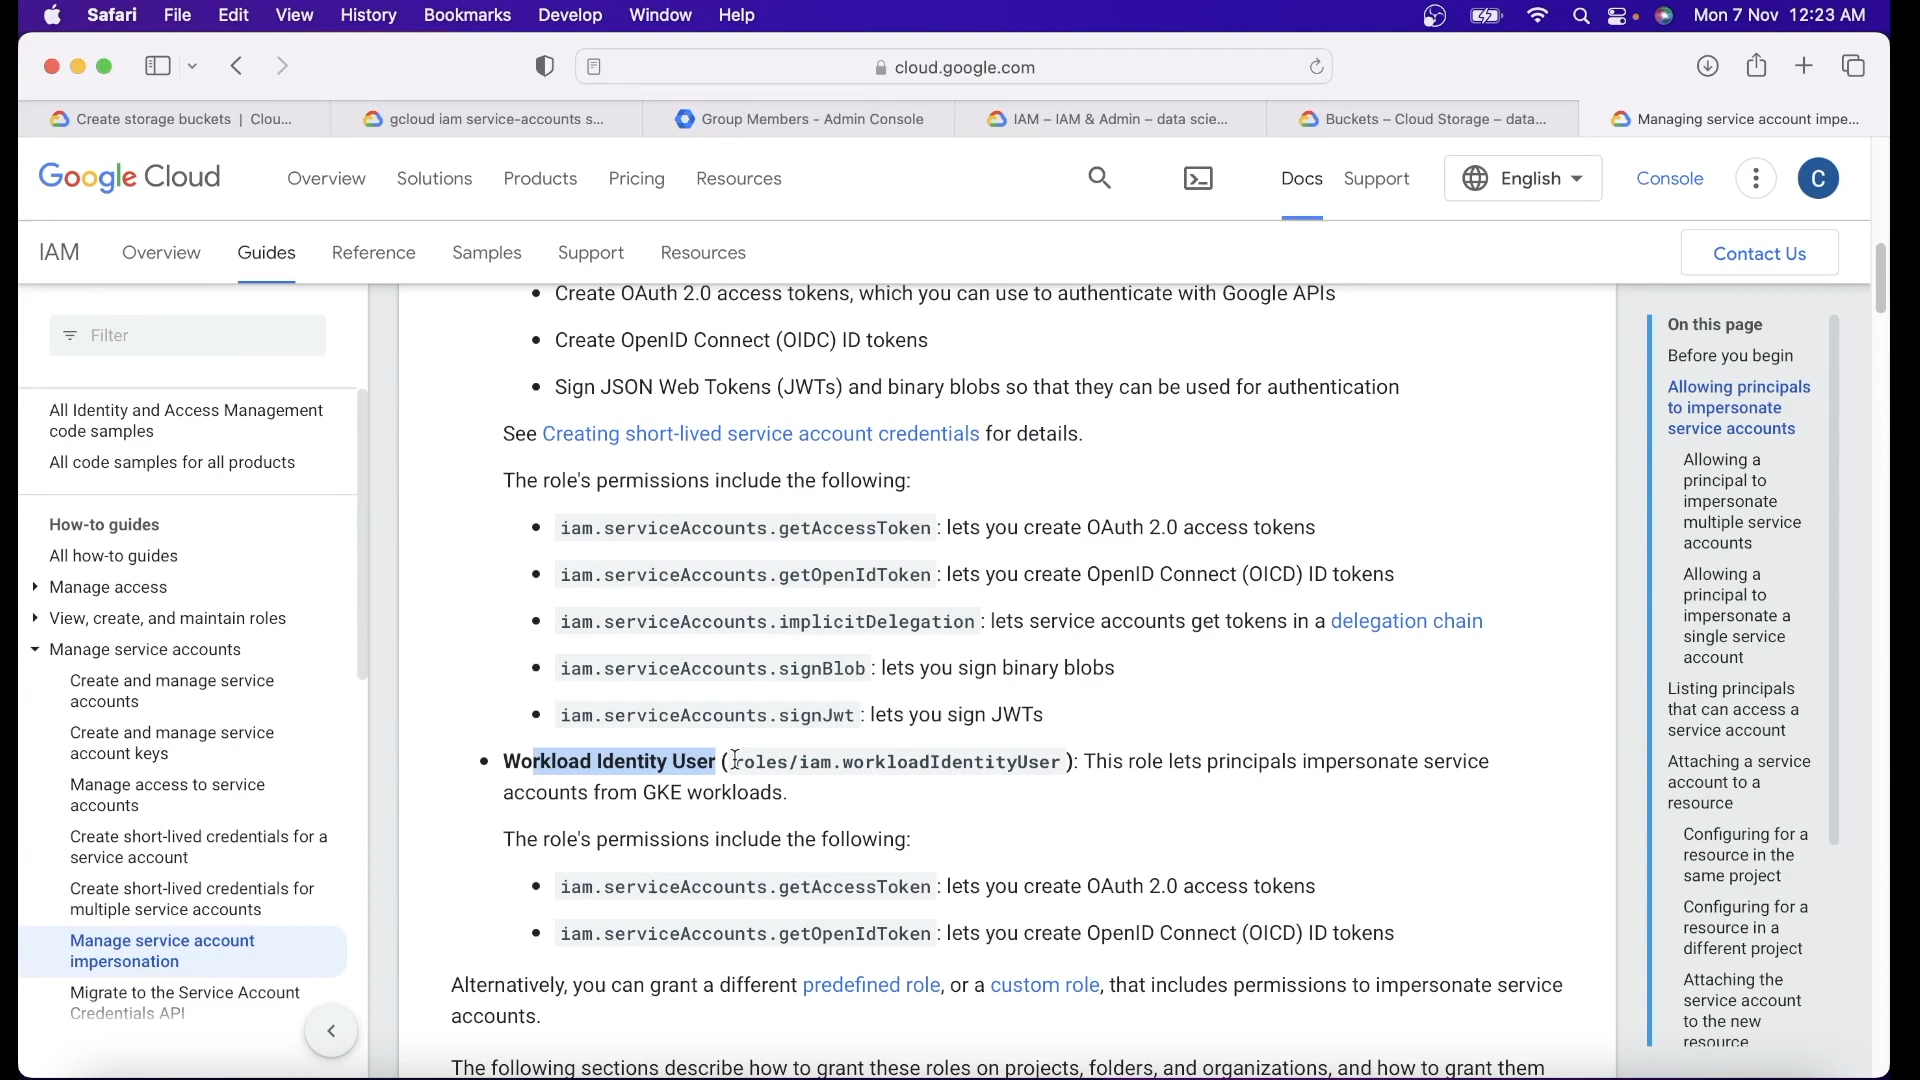 Safari File Edit View History Bookmarks Develop Window Help Mon 7 Nov 12:23 AM
cloud.google.com
Create storage buckets | Clou... gcloud iam service-accounts s... Group Members - Admin Console IAM – IAM & Admin – data scie... Buckets – Cloud Storage – data... Managing service account impe...
Google Cloud Overview Solutions Products Pricing Resources Docs Support English Console C
IAM Overview Guides Reference Samples Support Resources Contact Us
Filter
All Identity and Access Management
code samples
All code samples for all products
How-to guides
All how-to guides
Manage access
View, create, and maintain roles
Manage service accounts
Create and manage service
accounts
Create and manage service
account keys
Manage access to service
accounts
Create short-lived credentials for a
service account
Create short-lived credentials for
multiple service accounts
Manage service account
impersonation
Migrate to the Service Account
Credentials API
• Create OAuth 2.0 access tokens, which you can use to authenticate with Google APIs
• Create OpenID Connect (OIDC) ID tokens
• Sign JSON Web Tokens (JWTs) and binary blobs so that they can be used for authentication
See Creating short-lived service account credentials for details.
The role's permissions include the following:
• iam.serviceAccounts.getAccessToken: lets you create OAuth 2.0 access tokens
• iam.serviceAccounts.getOpenIdToken: lets you create OpenID Connect (OICD) ID tokens
• iam.serviceAccounts.implicitDelegation: lets service accounts get tokens in a delegation chain
• iam.serviceAccounts.signBlob: lets you sign binary blobs
• iam.serviceAccounts.signJwt: lets you sign JWTs
• Workload Identity User (roles/iam.workloadIdentityUser): This role lets principals impersonate service
accounts from GKE workloads.
The role's permissions include the following:
• iam.serviceAccounts.getAccessToken: lets you create OAuth 2.0 access tokens
• iam.serviceAccounts.getOpenIdToken: lets you create OpenID Connect (OICD) ID tokens
Alternatively, you can grant a different predefined role, or a custom role, that includes permissions to impersonate service
accounts.
The following sections describe how to grant these roles on projects, folders, and organizations, and how to grant them
On this page
Before you begin
Allowing principals
to impersonate
service accounts
Allowing a
principal to
impersonate
multiple service
accounts
Allowing a
principal to
impersonate a
single service
account
Listing principals
that can access a
service account
Attaching a service
account to a
resource
Configuring for a
resource in the
same project
Configuring for a
resource in a
different project
Attaching the
service account
to the new
resource